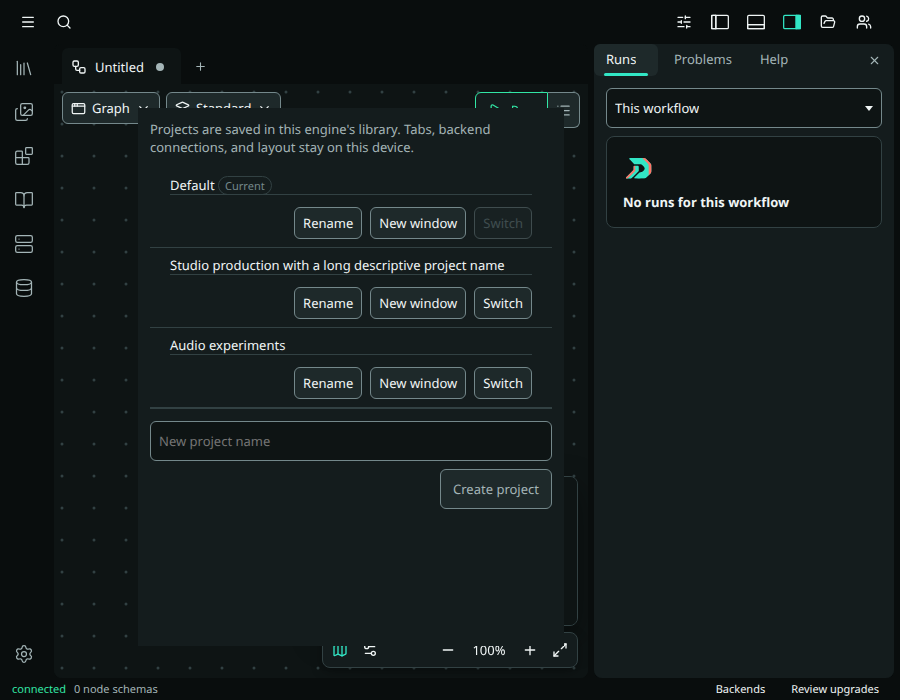 Untitled
Runs
Problems
Help
Graph
Standard
This workflow
Projects are saved in this engine's library. Tabs, backend
connections, and layout stay on this device.
No runs for this workflow
Default Current
Rename New window Switch
Studio production with a long descriptive project name
Rename New window Switch
Audio experiments
Rename New window Switch
New project name
Create project
100%
connected 0 node schemas
Backends Review upgrades